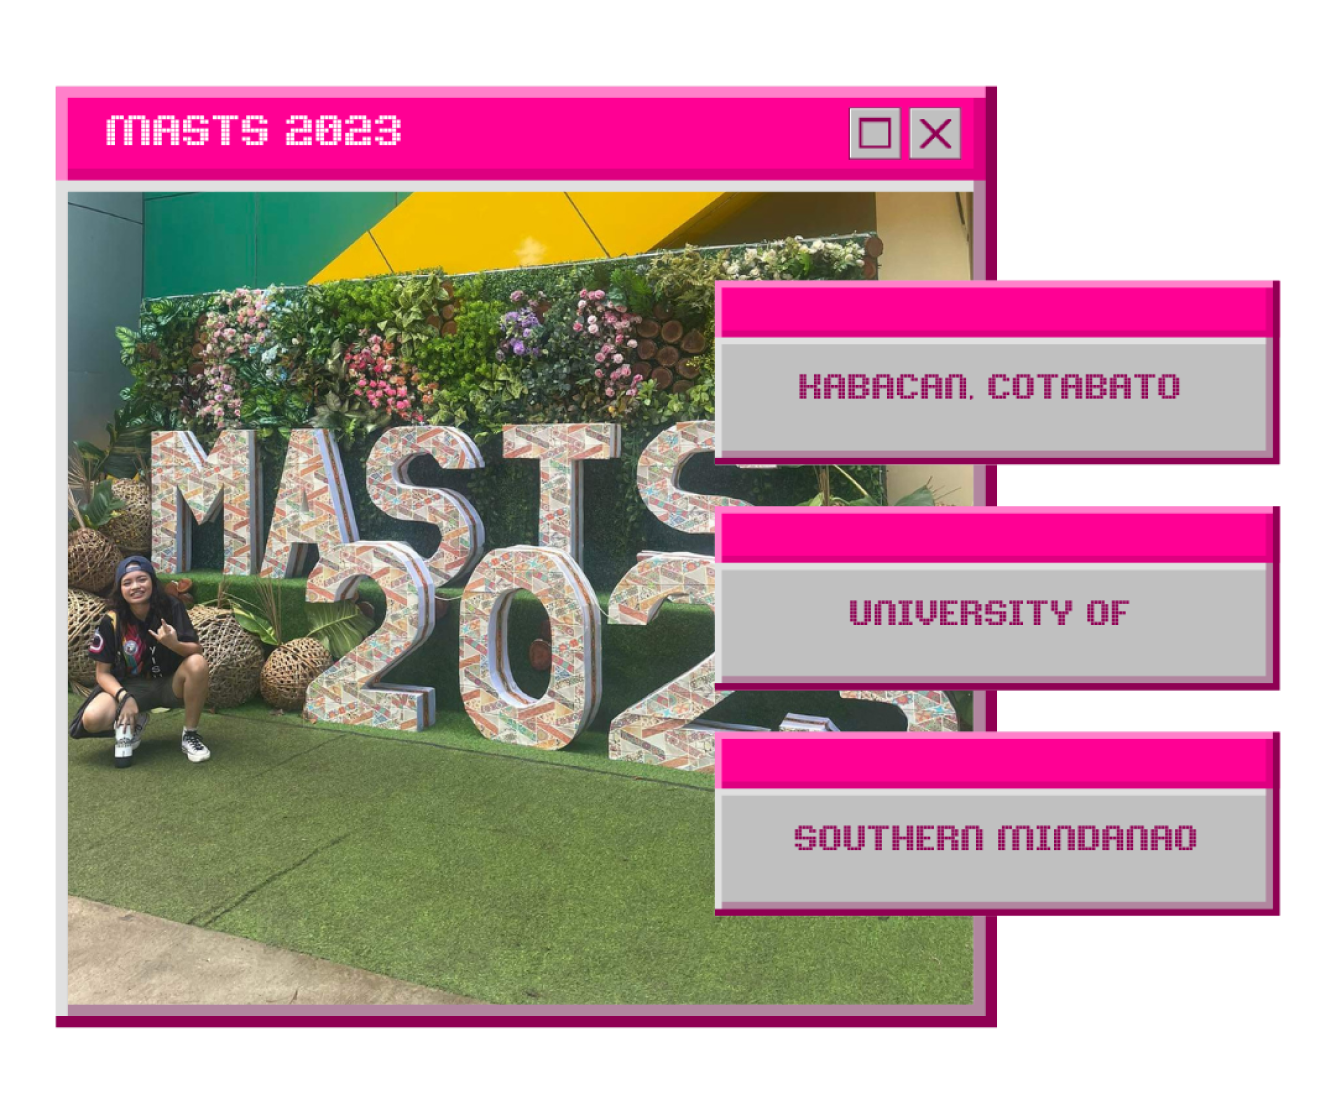 MASTS 2023
MASTS
202
KABACAN, COTABATO
UNIVERSITY OF
SOUTHERN MINDANAO